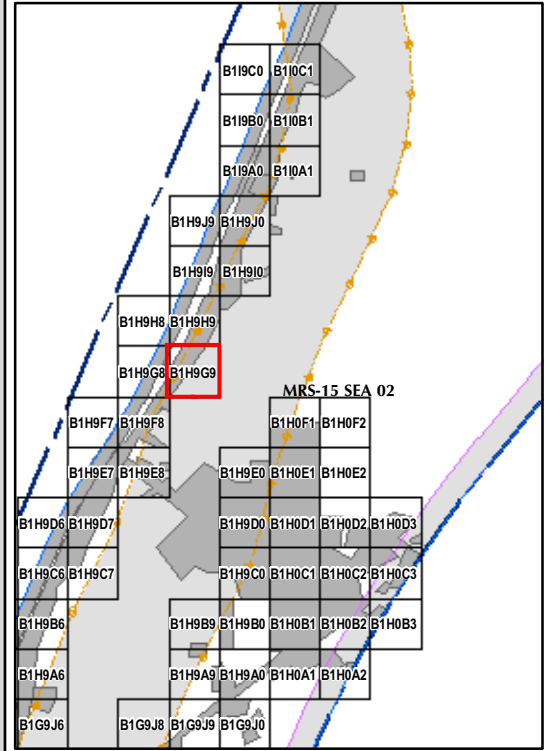 B1I9C0 B1I0C1
B1I9B0 B1I0B1
B1I9A0 B1I0A1
B1H9J9 B1H9J0
B1H9I9 B1H9I0
B1H9H8 B1H9H9
B1H9G8 B1H9G9
MRS-15 SEA 02
B1H9F7 B1H9F8 B1H0F1 B1H0F2
B1H9E7 B1H9E8 B1H9E0 B1H0E1 B1H0E2
B1H9D6 B1H9D7 B1H9D0 B1H0D1 B1H0D2 B1H0D3
B1H9C6 B1H9C7 B1H9C0 B1H0C1 B1H0C2 B1H0C3
B1H9B6 B1H9B9 B1H9B0 B1H0B1 B1H0B2 B1H0B3
B1H9A6 B1H9A9 B1H9A0 B1H0A1 B1H0A2
B1G9J6 B1G9J8 B1G9J9 B1G9J0